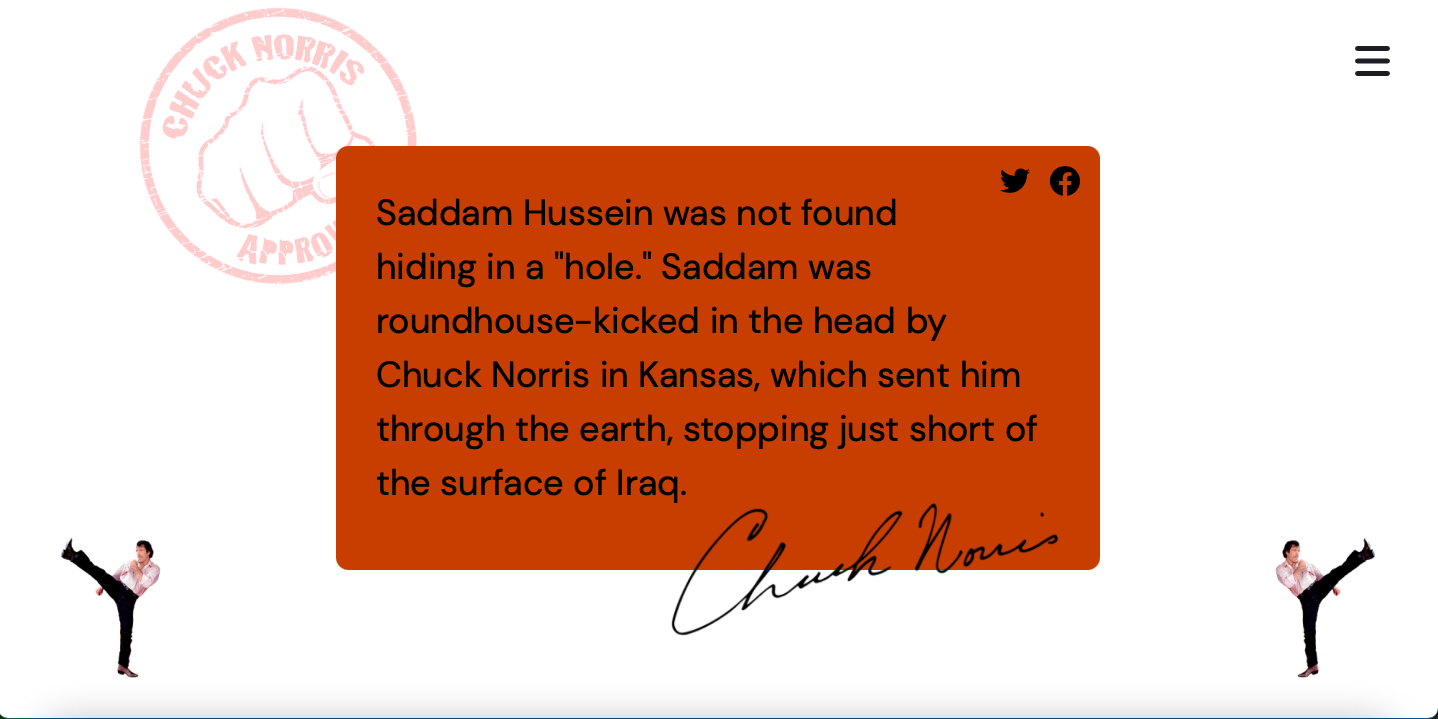 CHUCK NORRIS
Saddam Hussein was not found
hiding in a "hole." Saddam was
roundhouse-kicked in the head by
Chuck Norris in Kansas, which sent him
through the earth, stopping just short of
the surface of Iraq.
APPROV
Chuck Norris